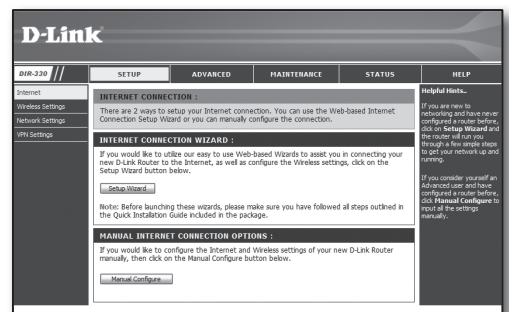 D-Link
DIR-330
SETUP
ADVANCED
MAINTENANCE
STATUS
HELP
Internet
Wireless Settings
Network Settings
VPN Settings
INTERNET CONNECTION :
There are 2 ways to setup your Internet connection. You can use the Web-based Internet
Connection Setup Wizard or you can manually configure the connection.
INTERNET CONNECTION WIZARD :
If you would like to utilize our easy to use Web-based Wizards to assist you in connecting your
new D-Link Router to the Internet, as well as configure the Wireless settings, click on the
Setup Wizard button below.
Setup Wizard
Note: Before launching these wizards, please make sure you have followed all steps outlined in
the Quick Installation Guide included in the package.
MANUAL INTERNET CONNECTION OPTIONS :
If you would like to configure the Internet and Wireless settings of your new D-Link Router
manually, then click on the Manual Configure button below.
Manual Configure
Helpful Hints..
If you are new to
networking and have never
configured a router before,
click on Setup Wizard and
the router will run you
through a few simple steps
to get your network up and
running.
If you consider yourself an
Advanced user and have
configured a router before,
click Manual Configure to
input all the settings
manually.